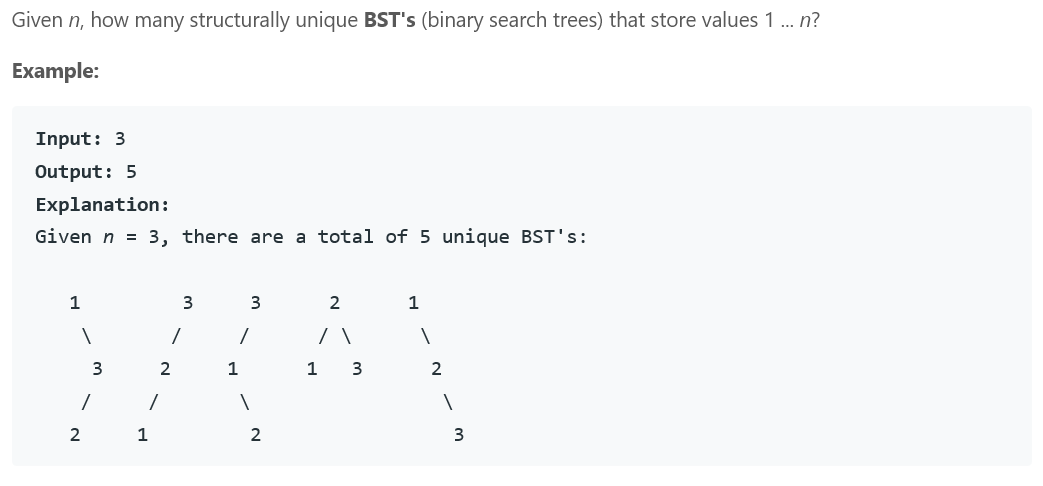 Given n, how many structurally unique BST's (binary search trees) that store values 1 ... n?
Example:
Input: 3
Output: 5
Explanation:
Given n = 3, there are a total of 5 unique BST's:
   1         3     3      2      1
    \       /     /      / \      \
     3     2     1      1   3      2
    /     /       \                 \
   2     1         2                 3